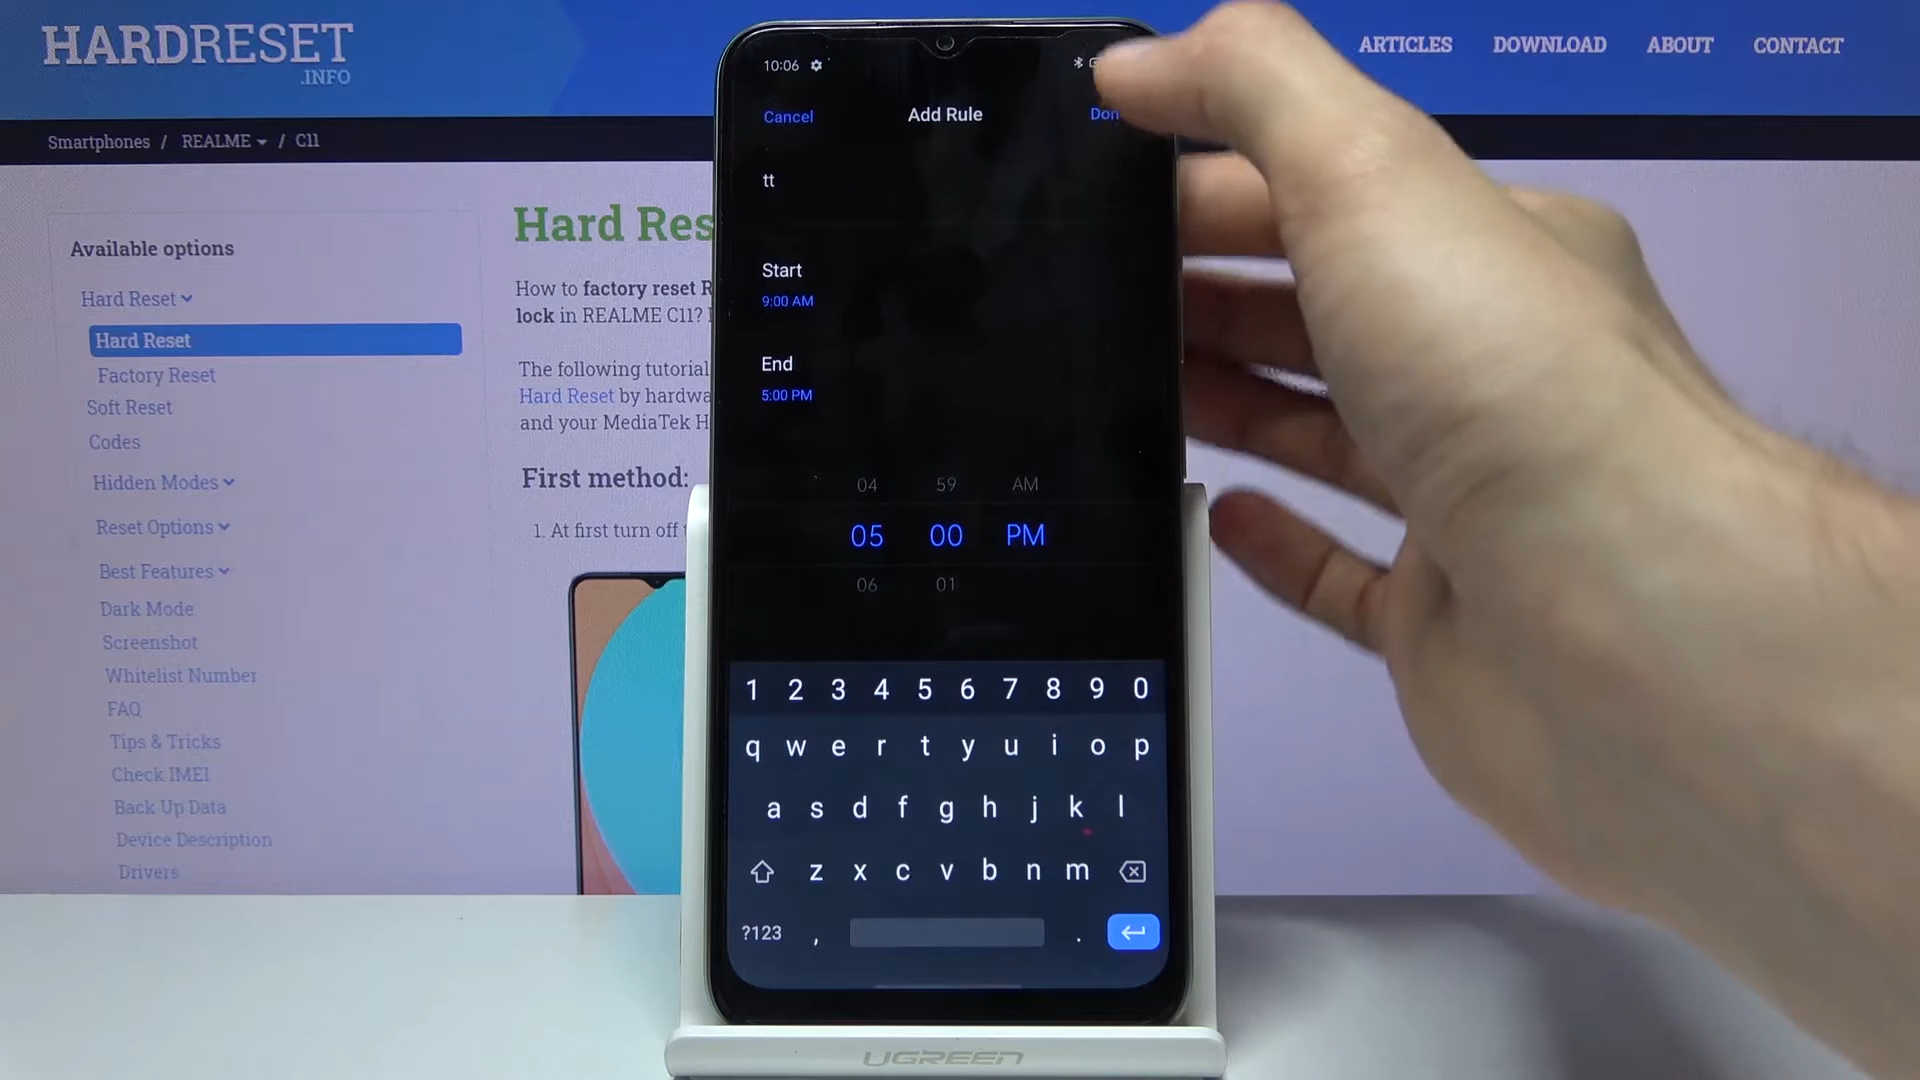 HARDRESET
.INFO
ARTICLES DOWNLOAD ABOUT CONTACT
Smartphones / REALME / C11
Available options
Hard Reset
Hard Reset
Factory Reset
Soft Reset
Codes
Hidden Modes
Reset Options
Best Features
Dark Mode
Screenshot
Whitelist Number
FAQ
Tips & Tricks
Check IMEI
Back Up Data
Device Description
Drivers
Hard Res
How to factory reset R
lock in REALME C11?
The following tutorial
Hard Reset by hardwa
and your MediaTek H
First method:
1. At first turn off
10:06
Cancel Add Rule Don
tt
Start
9:00 AM
End
5:00 PM
04 59 AM
05 00 PM
06 01
1 2 3 4 5 6 7 8 9 0
q w e r t y u i o p
a s d f g h j k l
z x c v b n m
?123 , .
UGREEN